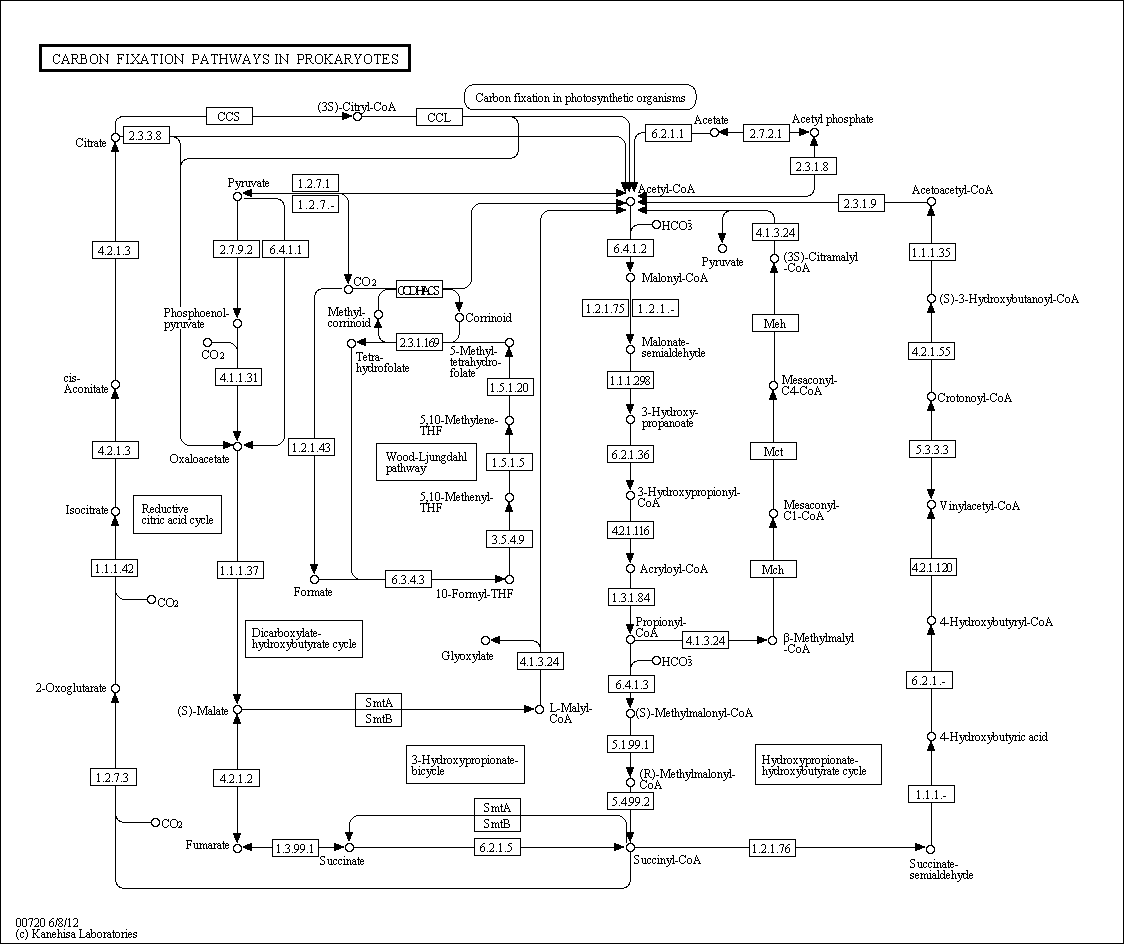 CARBON FIXATION PATHWAYS IN PROKARYOTES
Carbon fixation in photosynthetic organisms
(3S)-Citryl-CoA
CCS
CCL
Citrate
2.3.3.8
6.2.1.1
Acetate
2.7.2.1
Acetyl phosphate
2.3.1.8
Pyruvate
1.2.7.1
1.2.7.-
Acetyl-CoA
2.3.1.9
Acetoacetyl-CoA
4.2.1.3
2.7.9.2
6.4.1.1
HCO3-
6.4.1.2
Pyruvate
4.1.3.24
(3S)-Citramalyl
-CoA
1.1.1.35
CO2
Malonyl-CoA
(S)-3-Hydroxybutanoyl-CoA
Phosphoenol-
pyruvate
Methyl-
corrinoid
Corrinoid
1.2.1.75
1.2.1.-
Meh
CO2
2.3.1.169
Tetra-
hydrofolate
5-Methyl-
tetrahydro-
folate
Malonate-
semialdehyde
4.2.1.55
cis-
Aconitate
4.1.1.31
1.5.1.20
1.1.1.298
Mesaconyl-
C4-CoA
Crotonoyl-CoA
5,10-Methylene-
THF
3-Hydroxy-
propanoate
4.2.1.3
Oxaloacetate
1.2.1.43
Wood-Ljungdahl
pathway
1.5.1.5
6.2.1.36
Mct
5.3.3.3
Isocitrate
Reductive
citric acid cycle
5,10-Methenyl-
THF
3-Hydroxypropionyl-
CoA
Mesaconyl-
C1-CoA
Vinylacetyl-CoA
3.5.4.9
4.2.1.116
1.1.1.42
1.1.1.37
Formate
6.3.4.3
10-Formyl-THF
Acryloyl-CoA
Mch
4.2.1.120
CO2
1.3.1.84
Dicarboxylate-
hydroxybutyrate cycle
Glyoxylate
4.1.3.24
Propionyl-
CoA
4.1.3.24
β-Methylmalyl
-CoA
4-Hydroxybutyryl-CoA
HCO3-
2-Oxoglutarate
6.4.1.3
6.2.1.-
(S)-Malate
SmtA
SmtB
L-Malyl-
CoA
(S)-Methylmalonyl-CoA
4-Hydroxybutyric acid
1.2.7.3
4.2.1.2
3-Hydroxypropionate-
bicycle
5.1.99.1
Hydroxypropionate-
hydroxybutyrate cycle
(R)-Methylmalonyl-
CoA
1.1.1.-
CO2
SmtA
SmtB
5.4.99.2
Fumarate
1.3.99.1
Succinate
6.2.1.5
Succinyl-CoA
1.2.1.76
Succinate-
semialdehyde
00720 6/8/12
(c) Kanehisa Laboratories